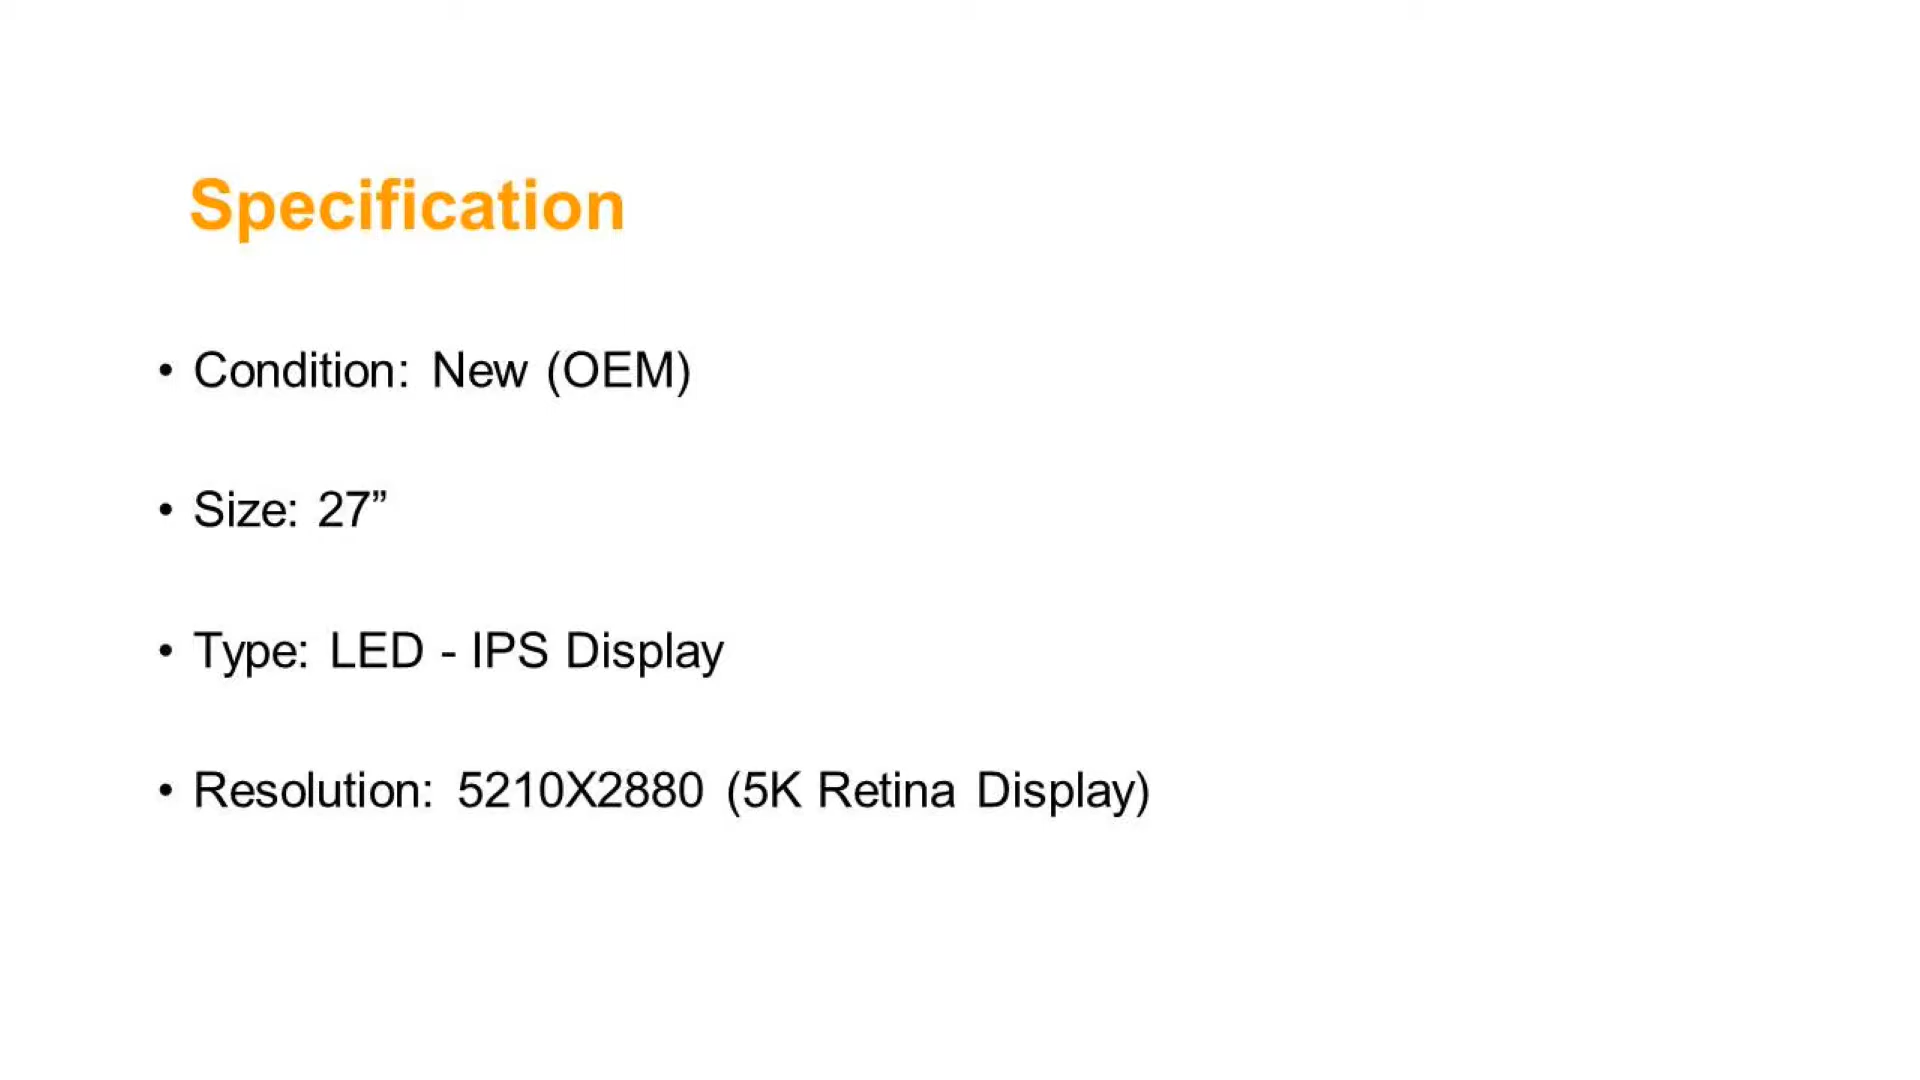 Specification
• Condition: New (OEM)
• Size: 27”
• Type: LED - IPS Display
• Resolution: 5210X2880 (5K Retina Display)